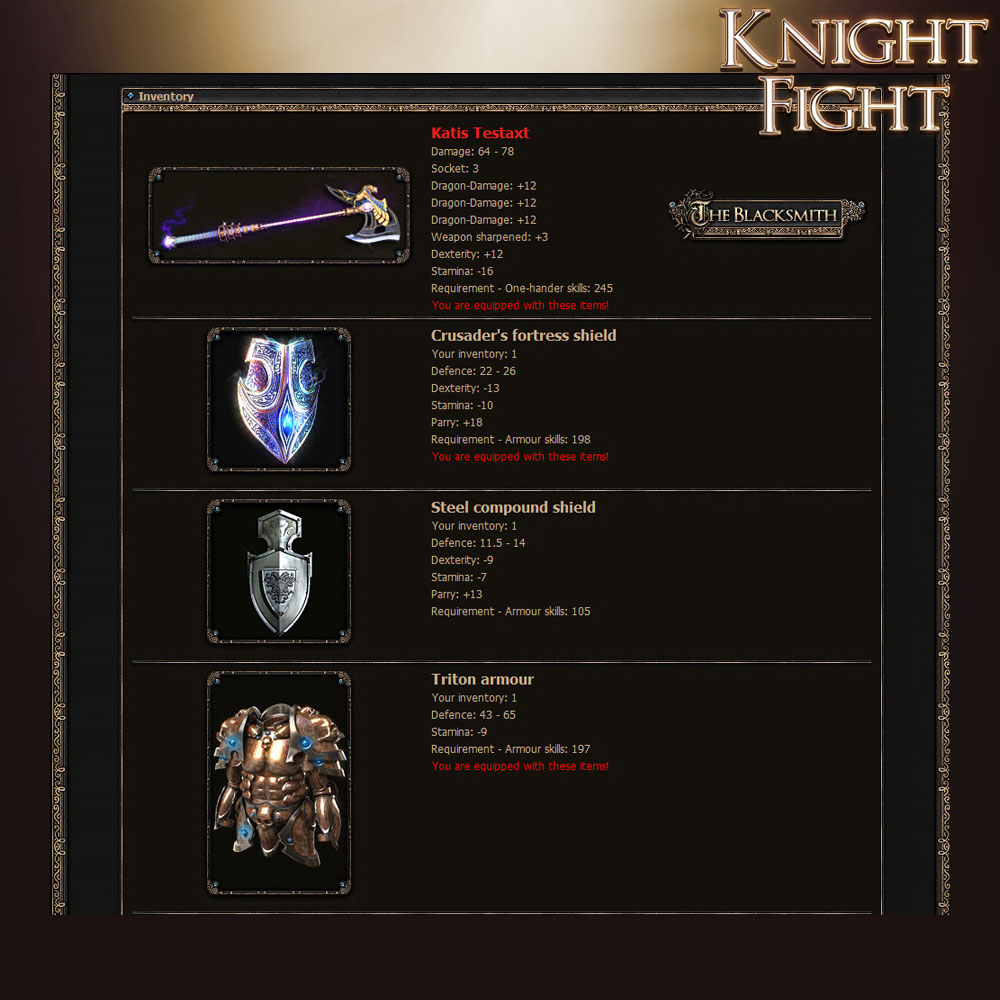 KNIGHT
FIGHT
Inventory
Katis Testaxt
Damage: 64 - 78
Socket: 3
Dragon-Damage: +12
Dragon-Damage: +12
Dragon-Damage: +12
Weapon sharpened: +3
Dexterity: +12
Stamina: -16
Requirement - One-hander skills: 245
You are equipped with these items!
THE BLACKSMITH
Crusader's fortress shield
Your inventory: 1
Defence: 22 - 26
Dexterity: -13
Stamina: -10
Parry: +18
Requirement - Armour skills: 198
You are equipped with these items!
Steel compound shield
Your inventory: 1
Defence: 11.5 - 14
Dexterity: -9
Stamina: -7
Parry: +13
Requirement - Armour skills: 105
Triton armour
Your inventory: 1
Defence: 43 - 65
Stamina: -9
Requirement - Armour skills: 197
You are equipped with these items!